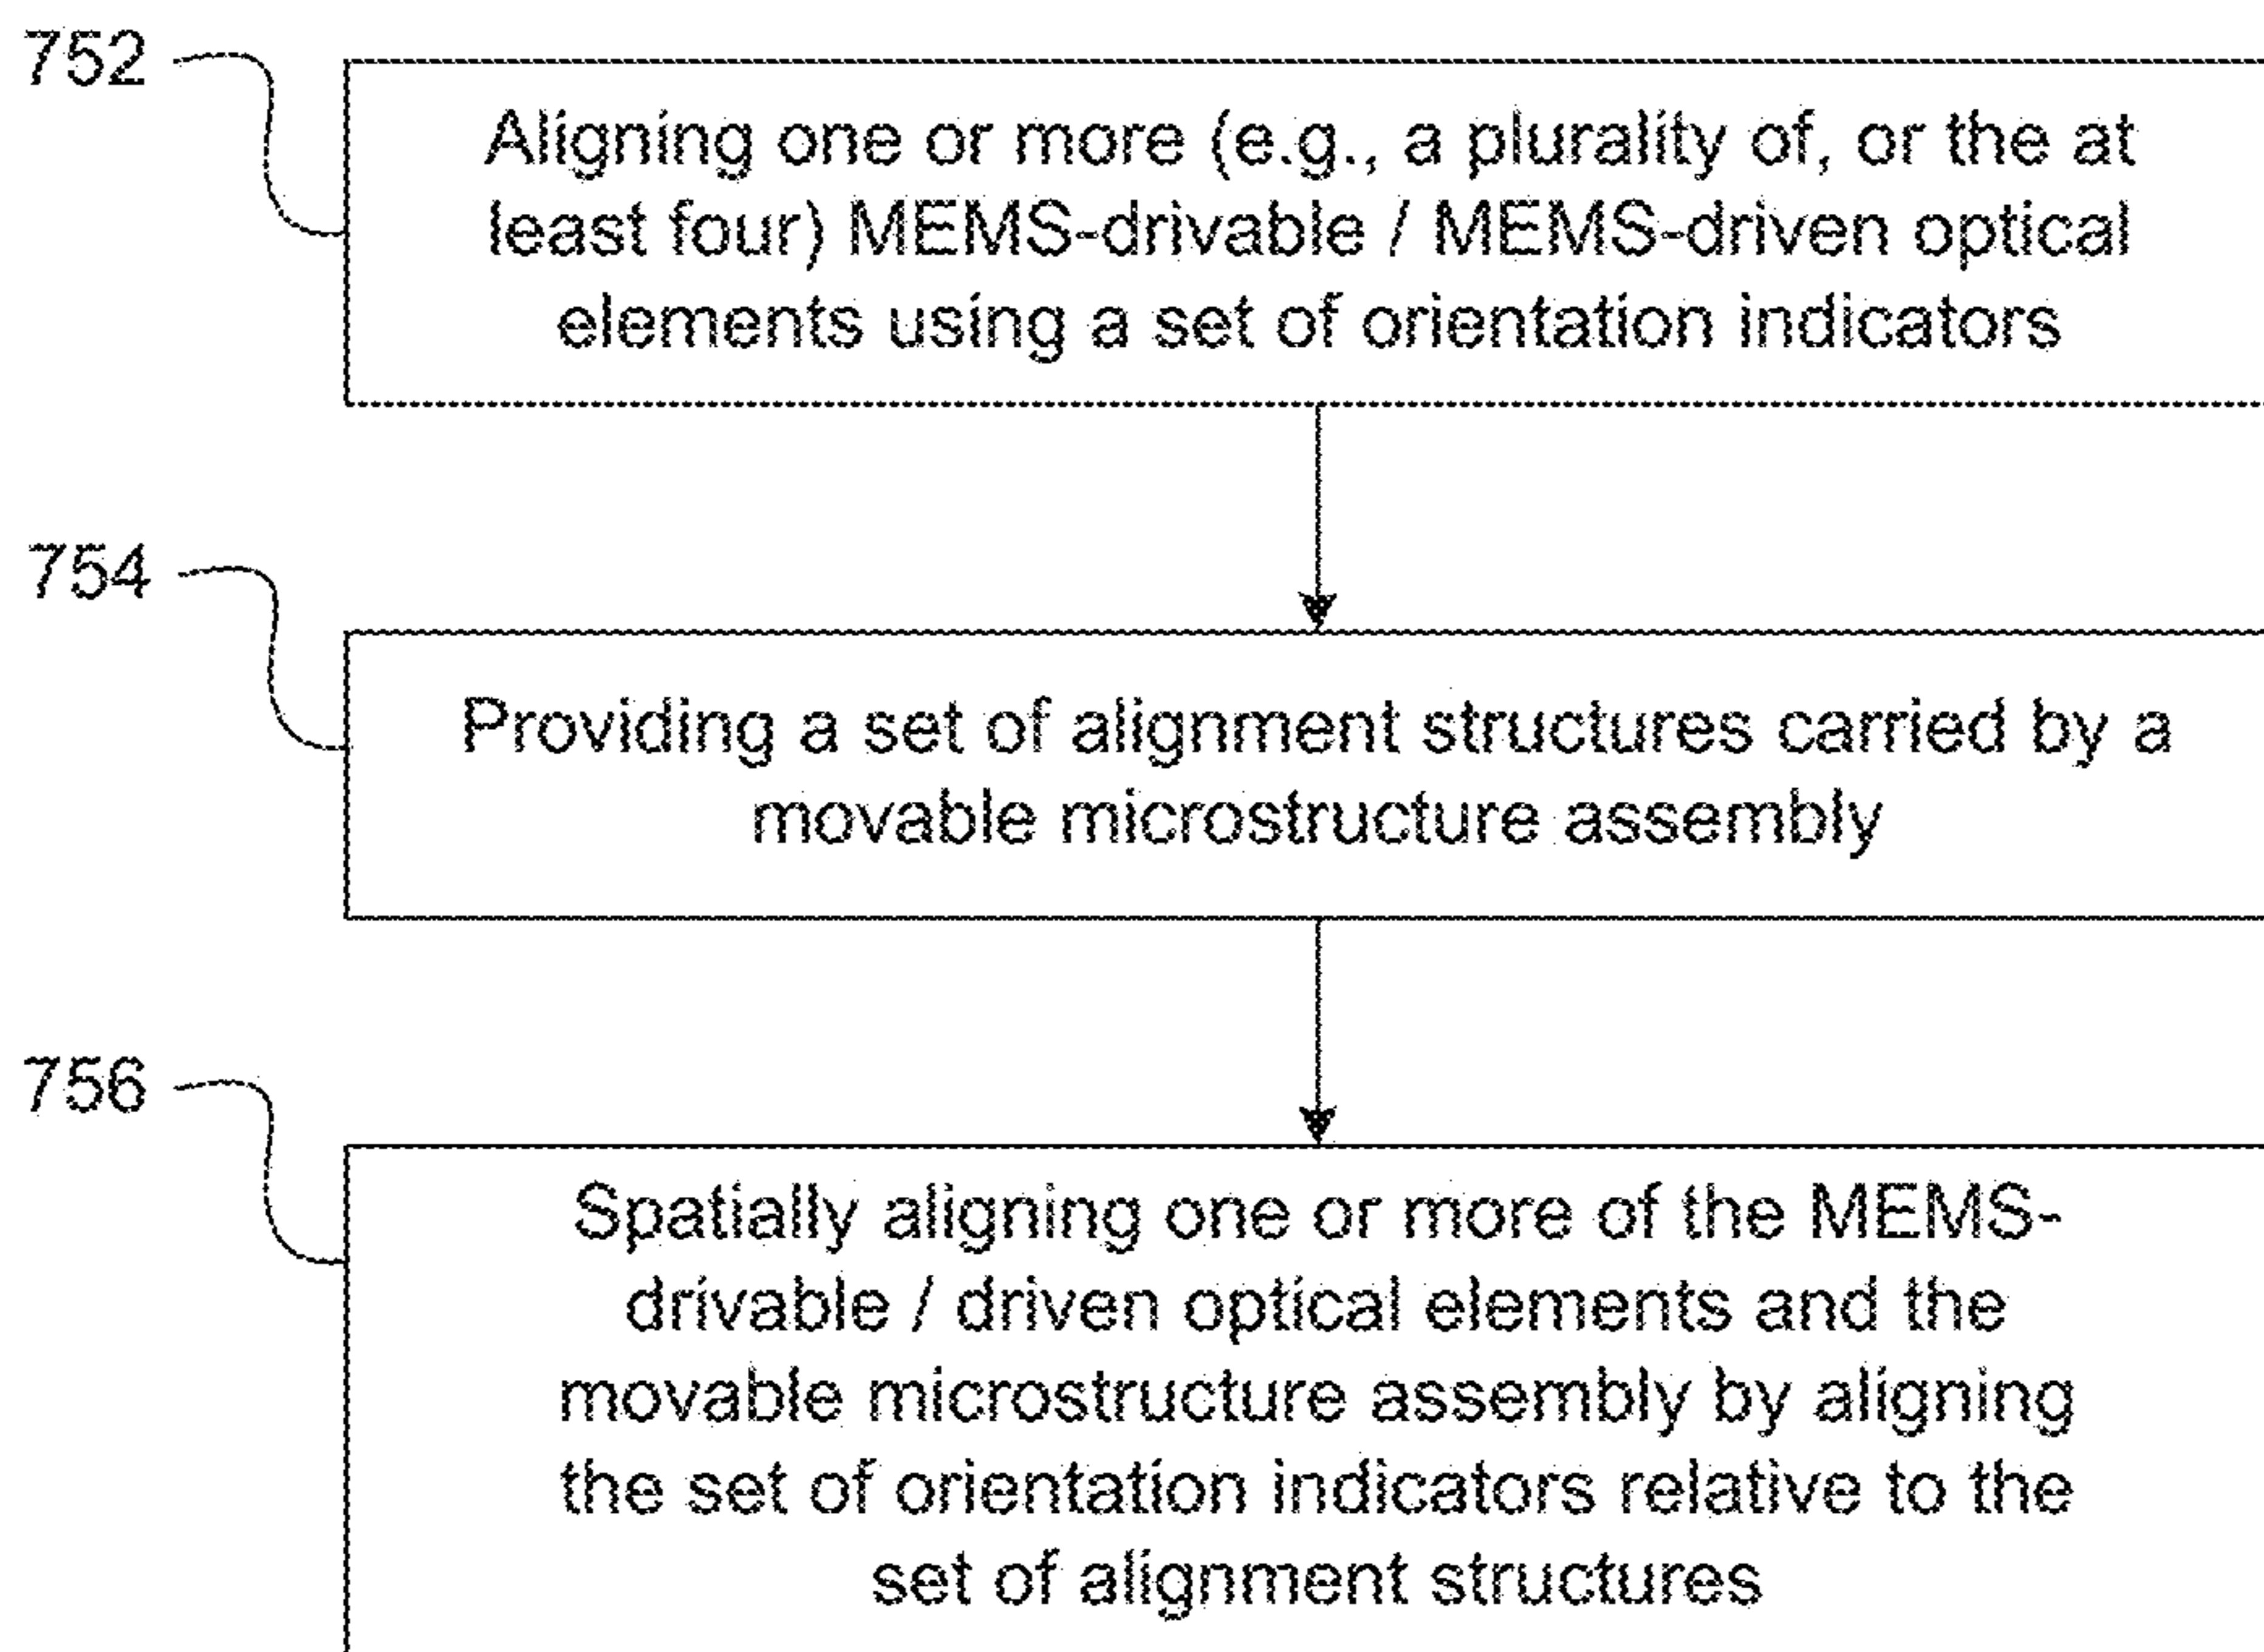 752
Aligning one or more (e.g., a plurality of, or the at
least four) MEMS-drivable / MEMS-driven optical
elements using a set of orientation indicators
754
Providing a set of alignment structures carried by a
movable microstructure assembly
756
Spatially aligning one or more of the MEMS-
drivable / driven optical elements and the
movable microstructure assembly by aligning
the set of orientation indicators relative to the
set of alignment structures